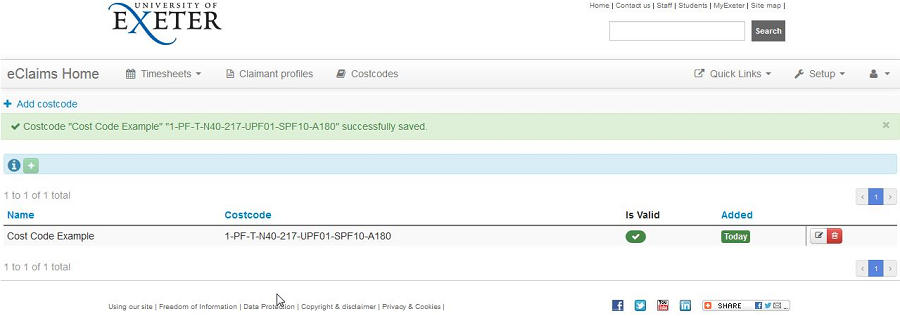 UNIVERSITY OF
EXETER
Home | Contact us | Staff | Students | MyExeter | Site map |
Search
eClaims Home Timesheets Claimant profiles Costcodes Quick Links Setup
Add costcode
Costcode "Cost Code Example" "1-PF-T-N40-217-UPF01-SPF10-A180" successfully saved. ×
1 to 1 of 1 total ‹ 1 ›
Name Costcode Is Valid Added
Cost Code Example 1-PF-T-N40-217-UPF01-SPF10-A180 Today
1 to 1 of 1 total ‹ 1 ›
Using our site | Freedom of Information | Data Protection | Copyright & disclaimer | Privacy & Cookies | You Tube in SHARE ...